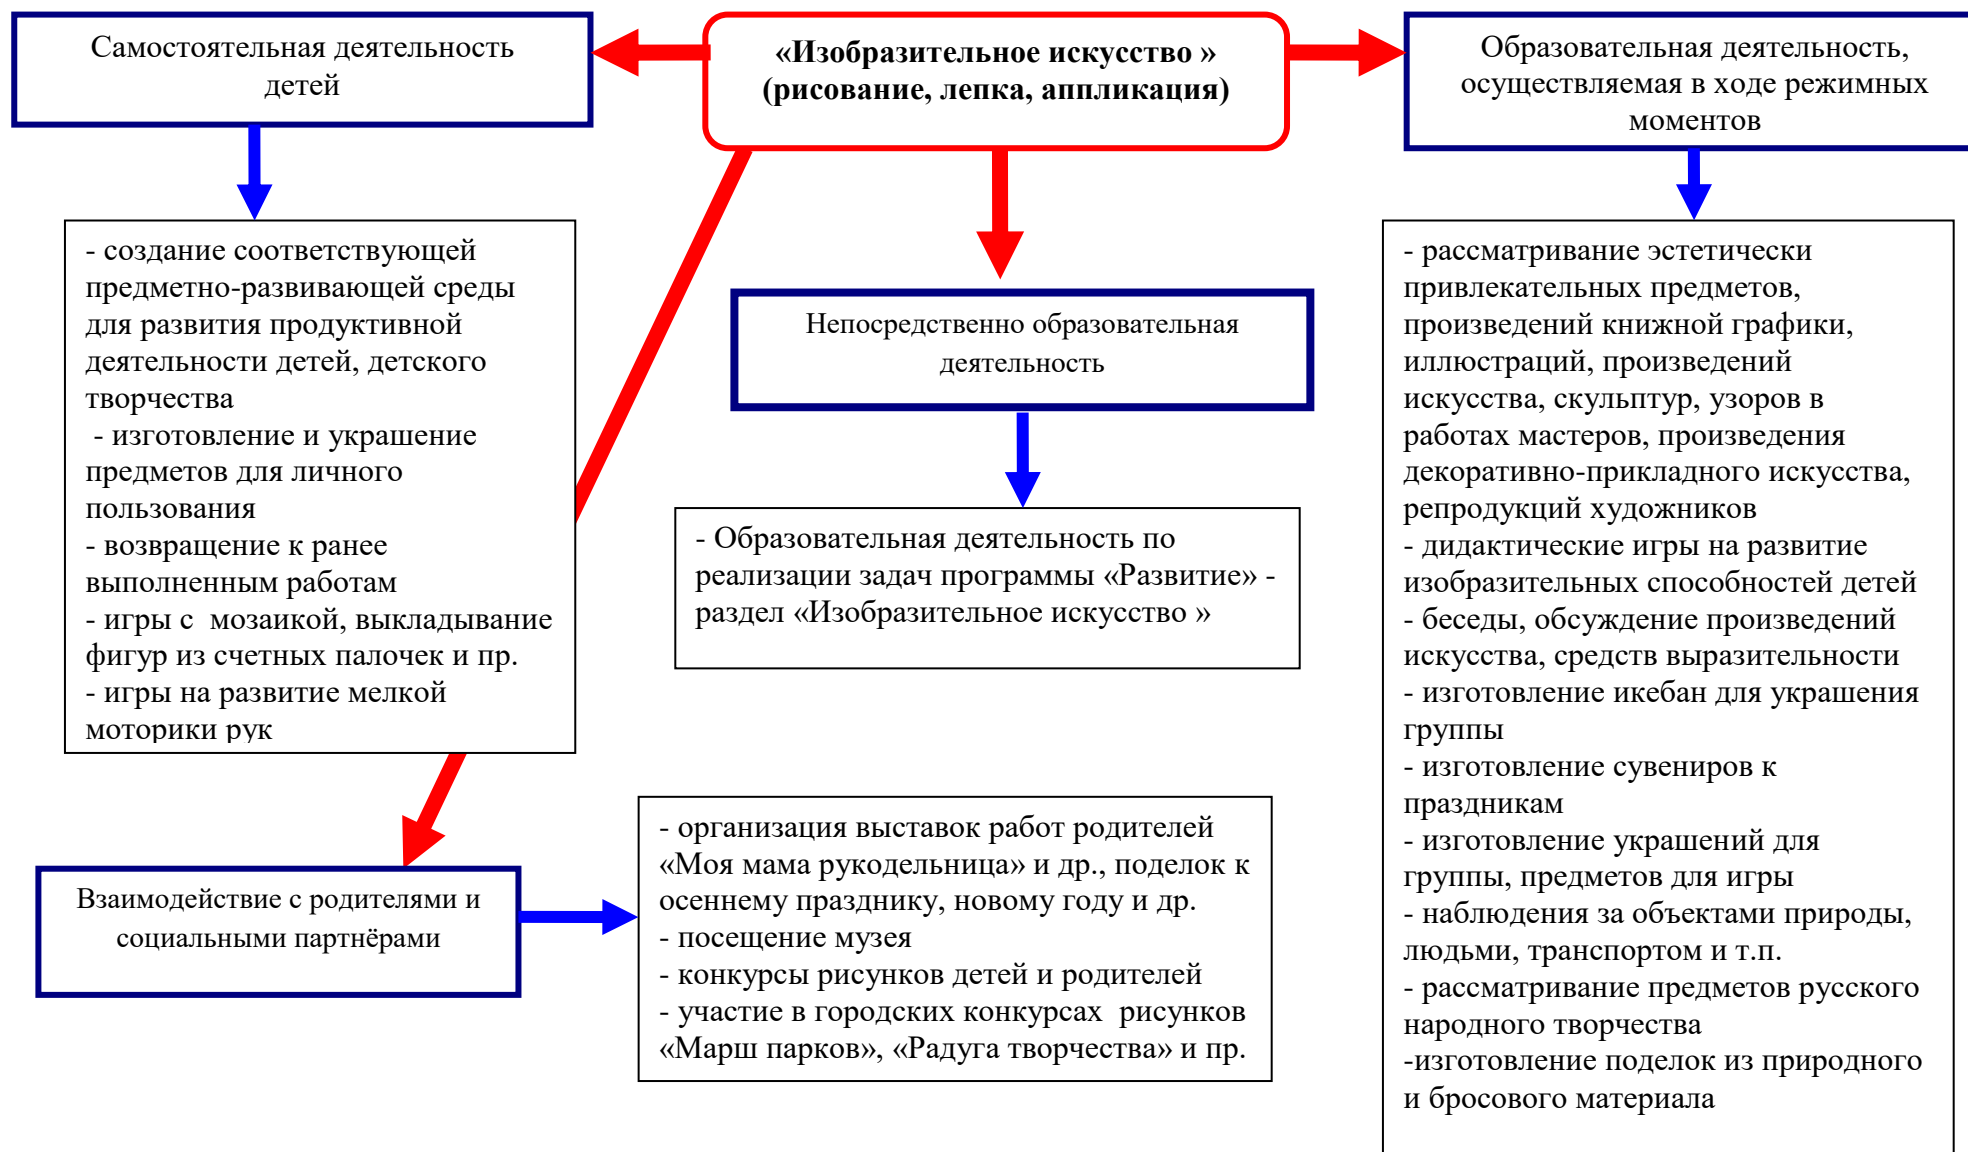 Самостоятельная деятельность
детей
«Изобразительное искусство »
(рисование, лепка, аппликация)
Образовательная деятельность,
осуществляемая в ходе режимных
моментов
- создание соответствующей
предметно-развивающей среды
для развития продуктивной
деятельности детей, детского
творчества
- изготовление и украшение
предметов для личного
пользования
- возвращение к ранее
выполненным работам
- игры с  мозаикой, выкладывание
фигур из счетных палочек и пр.
- игры на развитие мелкой
моторики рук
Непосредственно образовательная
деятельность
- Образовательная деятельность по
реализации задач программы «Развитие» -
раздел «Изобразительное искусство »
- рассматривание эстетически
привлекательных предметов,
произведений книжной графики,
иллюстраций, произведений
искусства, скульптур, узоров в
работах мастеров, произведения
декоративно-прикладного искусства,
репродукций художников
- дидактические игры на развитие
изобразительных способностей детей
- беседы, обсуждение произведений
искусства, средств выразительности
- изготовление икебан для украшения
группы
- изготовление сувениров к
праздникам
- изготовление украшений для
группы, предметов для игры
- наблюдения за объектами природы,
людьми, транспортом и т.п.
- рассматривание предметов русского
народного творчества
-изготовление поделок из природного
и бросового материала
Взаимодействие с родителями и
социальными партнёрами
- организация выставок работ родителей
«Моя мама рукодельница» и др., поделок к
осеннему празднику, новому году и др.
- посещение музея
- конкурсы рисунков детей и родителей
- участие в городских конкурсах  рисунков
«Марш парков», «Радуга творчества» и пр.